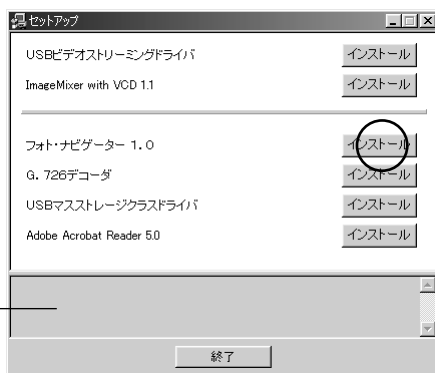 セットアップ
USBビデオストリーミングドライバ インストール
ImageMixer with VCD 1.1 インストール
フォト・ナビゲーター 1.0 インストール
G. 726デコーダ インストール
USBマスストレージクラスドライバ インストール
Adobe Acrobat Reader 5.0 インストール
終了